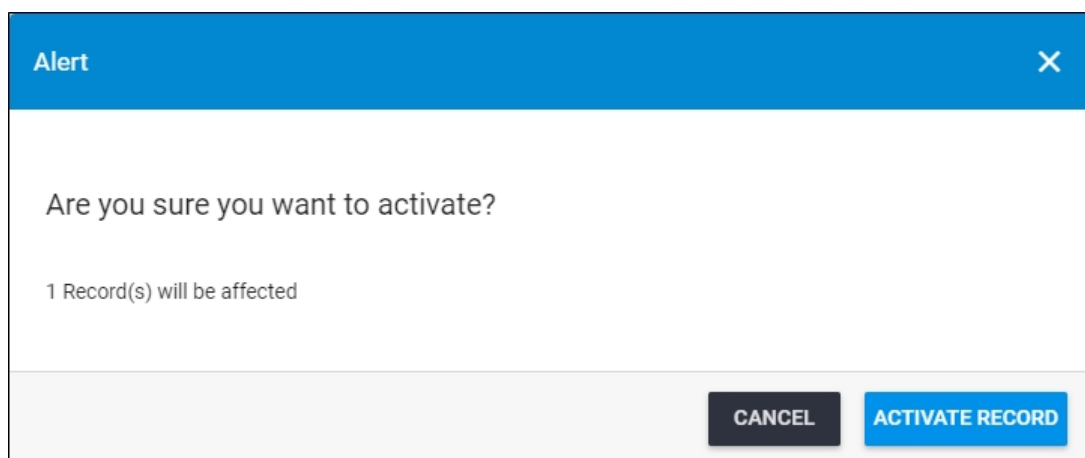 Alert
Are you sure you want to activate?
1 Record(s) will be affected
CANCEL ACTIVATE RECORD